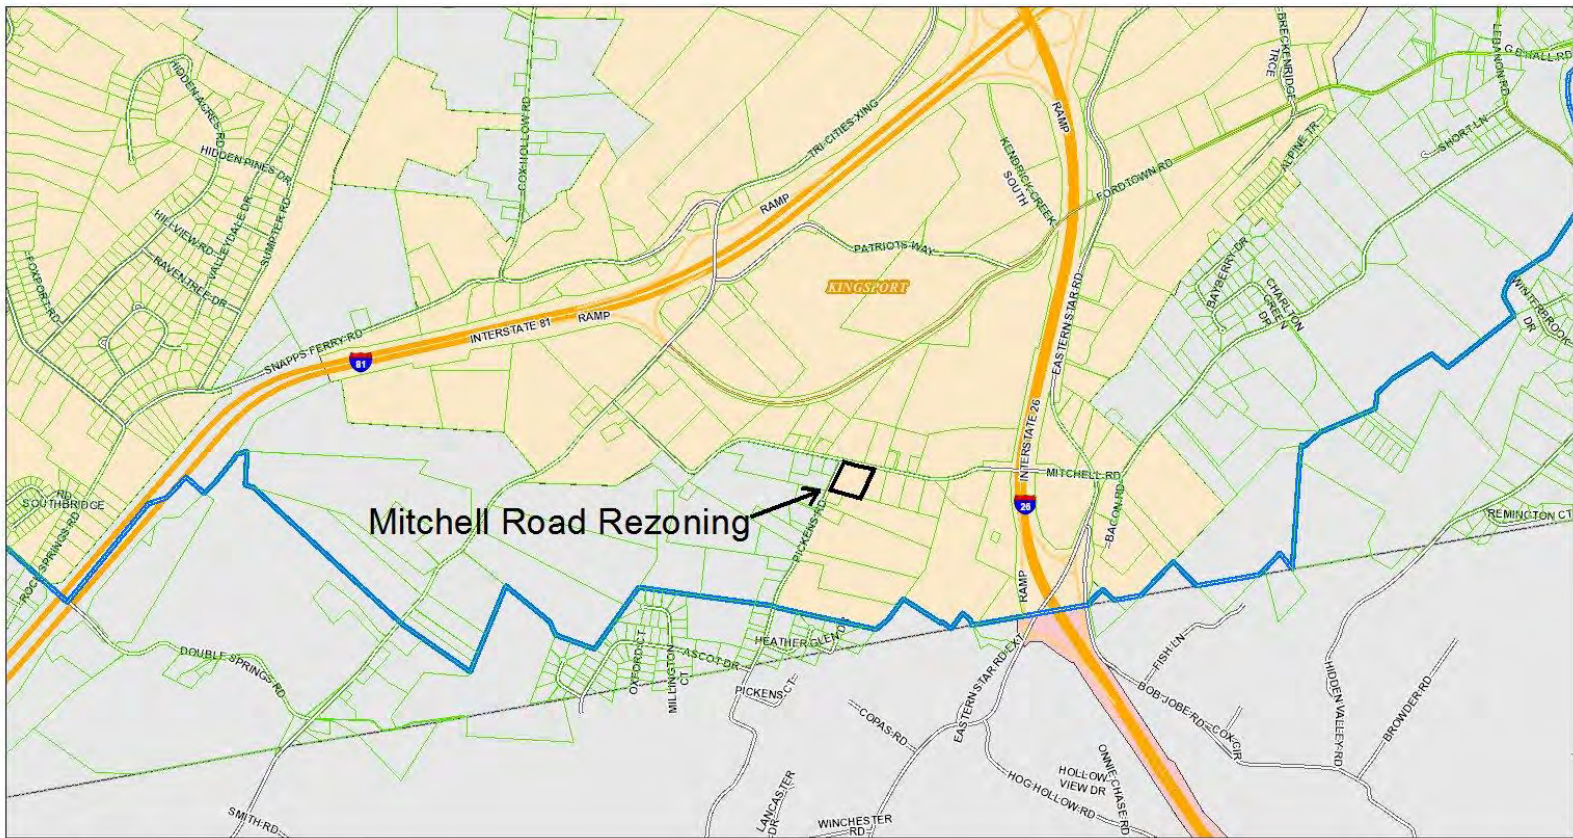 BRECKENRIDGE
TRCE
LEBANON RD
G E HALL RD
HIDDEN ACRES RD
COX HOLLOW RD
TRI CITIES XING
RAMP
SHORT LN
HIDDEN PINES DR
KENDRICK CREEK
SOUTH
ALPINE TR
FORDTOWN RD
RAMP
VALLEYDALE DR
HILLVIEW RD
SUMPTER RD
PATRIOTS WAY
BAYBERRY DR
FOXPORT RD
RAVEN TREE DR
KINGSPORT
CHARLTON
GREEN
DR
WINTERBROOK
DR
RAMP
INTERSTATE 81
EASTERN STAR RD
SNAPPS FERRY RD
81
INTERSTATE 26
MITCHELL RD
RD
SOUTHBRIDGE
26
BACON RD
Mitchell Road Rezoning
PICKENS RD
REMINGTON CT
ROCK SPRINGS RD
RAMP
HEATHER GLEN DR
DOUBLE SPRINGS RD
OXFORD CT
ASCOT DR
MILLINGTON
CT
FISH LN
PICKENS CT
EASTERN STAR RD EXT
BOB JOBE RD
HIDDEN VALLEY RD
BROWDER RD
COPAS RD
COX CIR
ONNIE CHASE RD
HOLLOW
VIEW DR
HOG HOLLOW RD
LANCASTER
DR
SMITH RD
WINCHESTER
RD